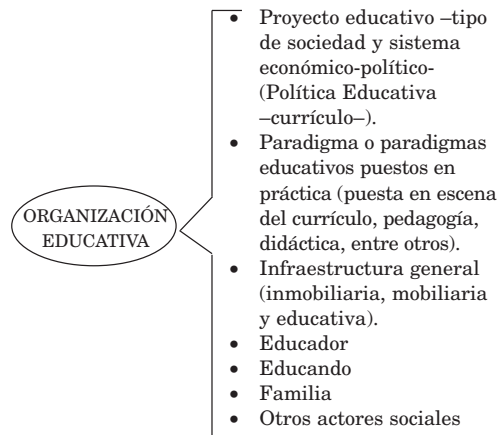 ORGANIZACIÓN
EDUCATIVA
• Proyecto educativo –tipo
de sociedad y sistema
económico-político-
(Política Educativa
–currículo–).
• Paradigma o paradigmas
educativos puestos en
práctica (puesta en escena
del currículo, pedagogía,
didáctica, entre otros).
• Infraestructura general
(inmobiliaria, mobiliaria
y educativa).
• Educador
• Educando
• Familia
• Otros actores sociales